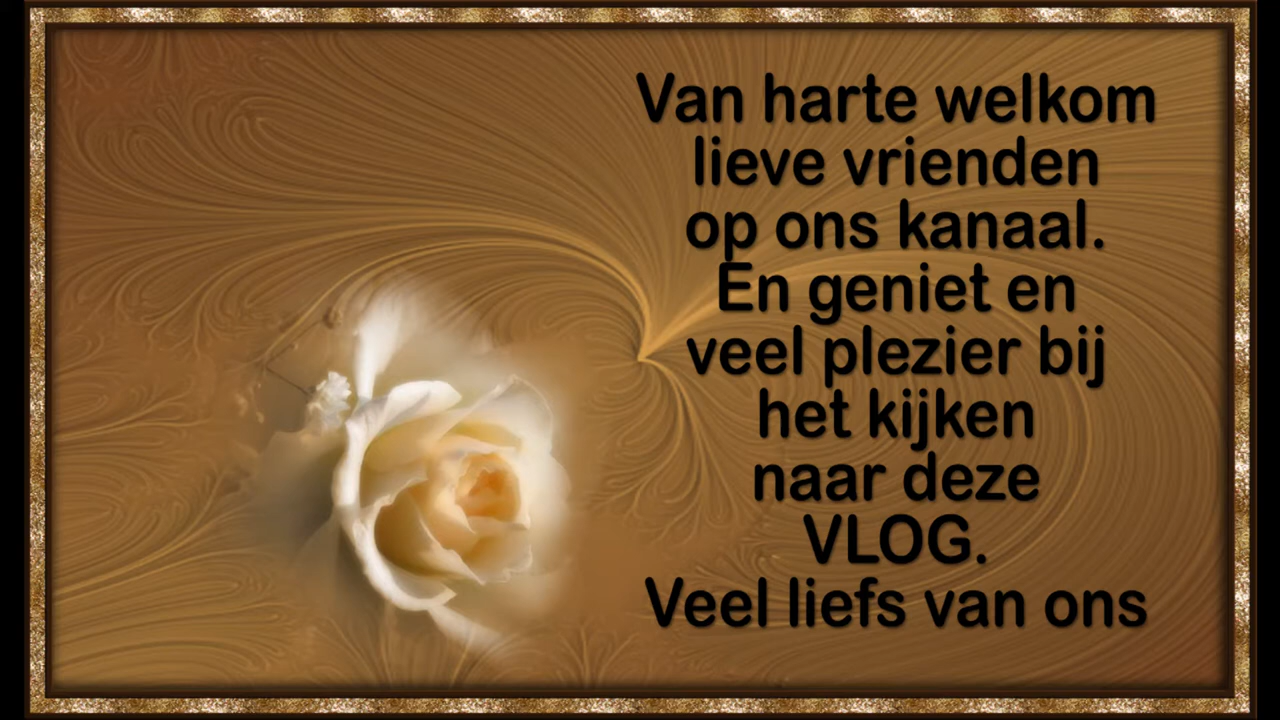 Van harte welkom
lieve vrienden
op ons kanaal.
En geniet en
veel plezier bij
het kijken
naar deze
VLOG.
Veel liefs van ons